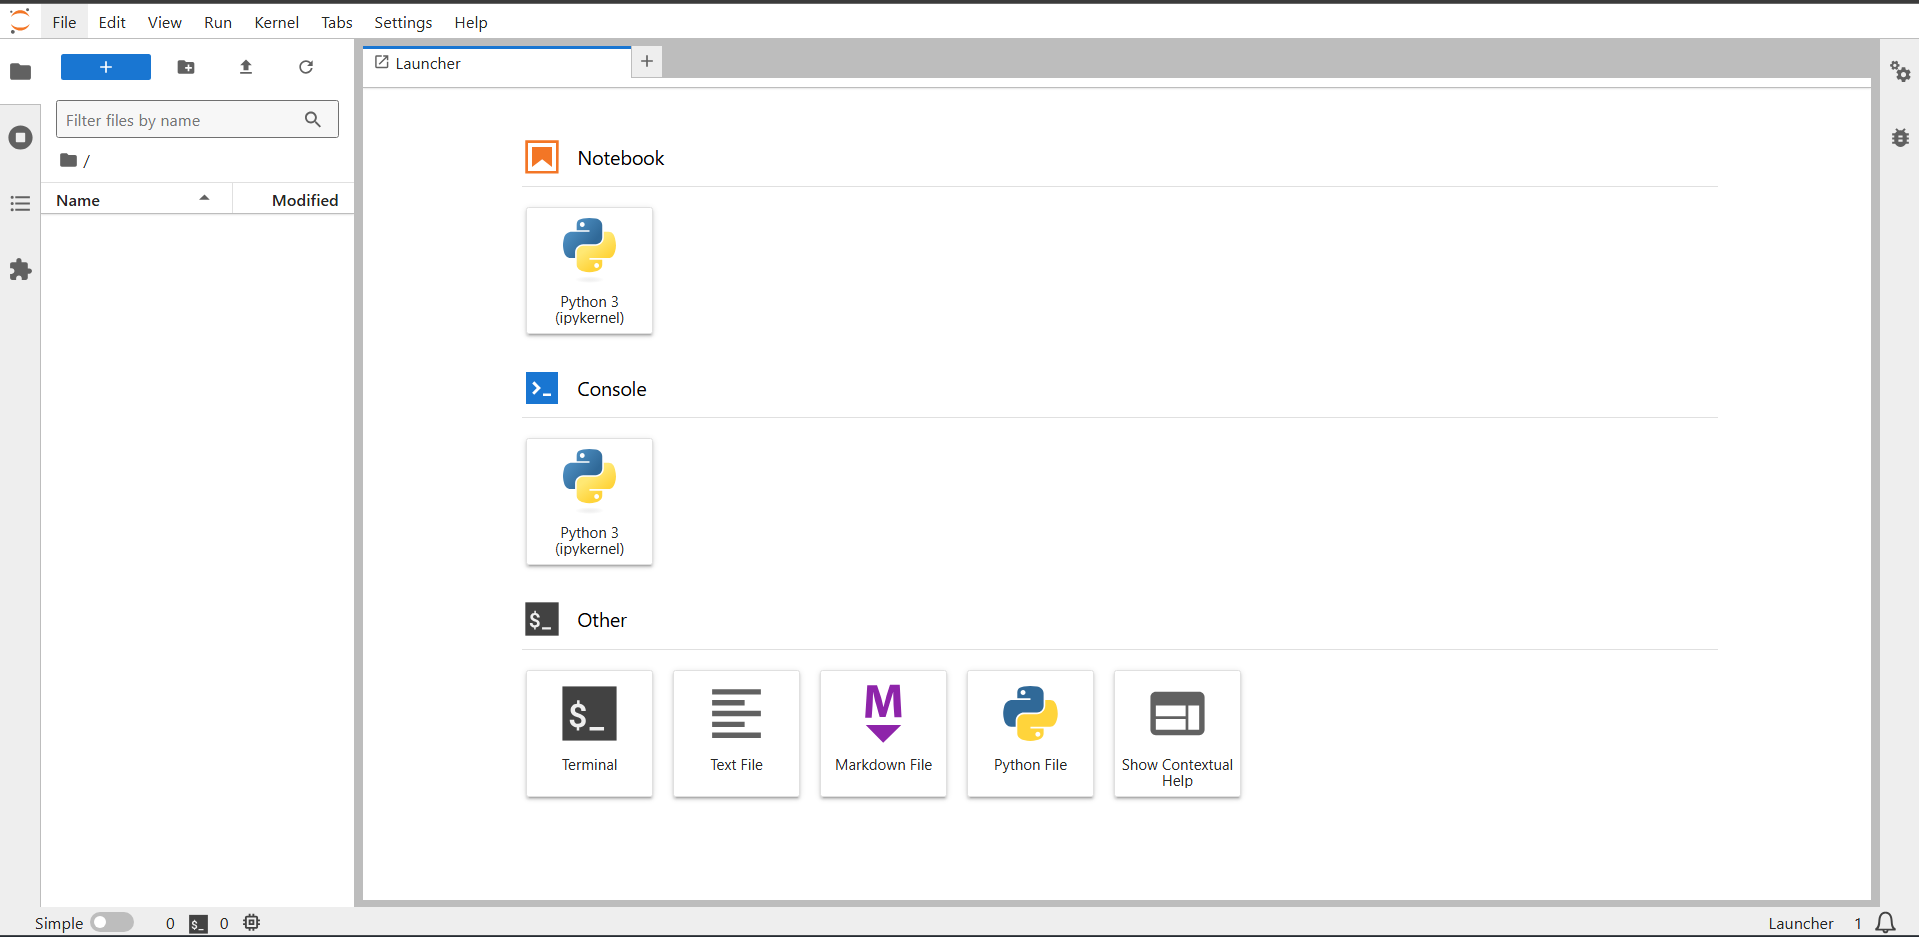 File Edit View Run Kernel Tabs Settings Help
+
Filter files by name
/
Name Modified
Launcher +
Notebook
Python 3
(ipykernel)
Console
Python 3
(ipykernel)
Other
$_
Terminal
Text File
M
Markdown File
Python File
Show Contextual
Help
Simple 0 $_ 0
Launcher 1